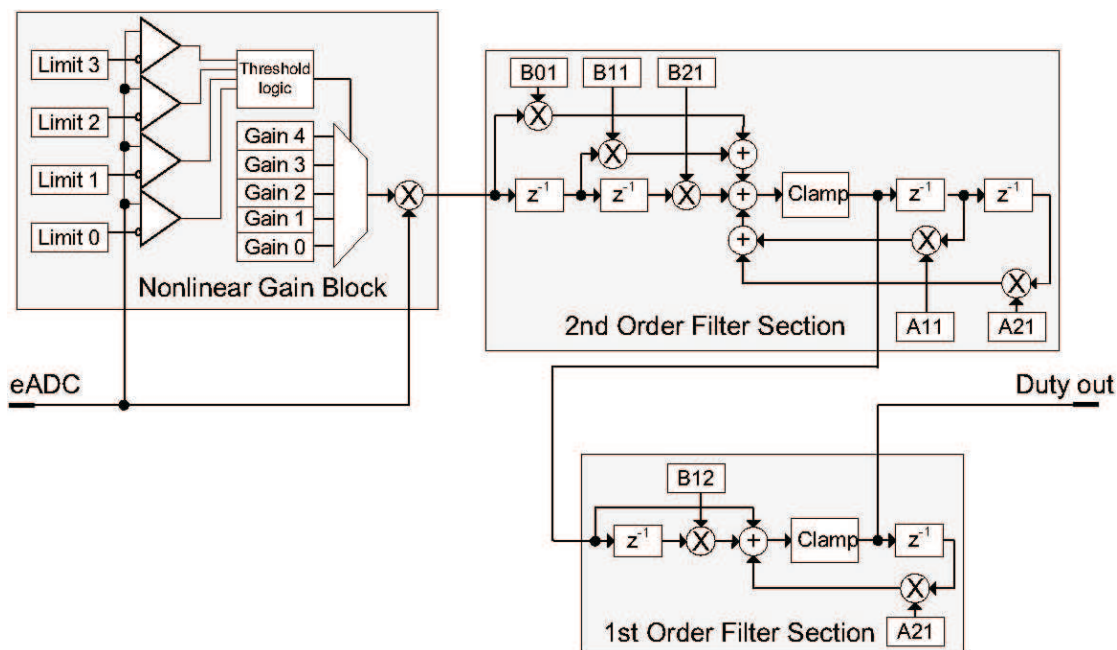 Limit 3
Limit 2
Limit 1
Limit 0
Threshold
logic
Gain 4
Gain 3
Gain 2
Gain 1
Gain 0
X
Nonlinear Gain Block
eADC
B01
B11
B21
X
X
+
z⁻¹
z⁻¹
X
+
Clamp
z⁻¹
z⁻¹
+
X
X
A11
A21
2nd Order Filter Section
Duty out
B12
z⁻¹
X
+
Clamp
z⁻¹
X
A21
1st Order Filter Section